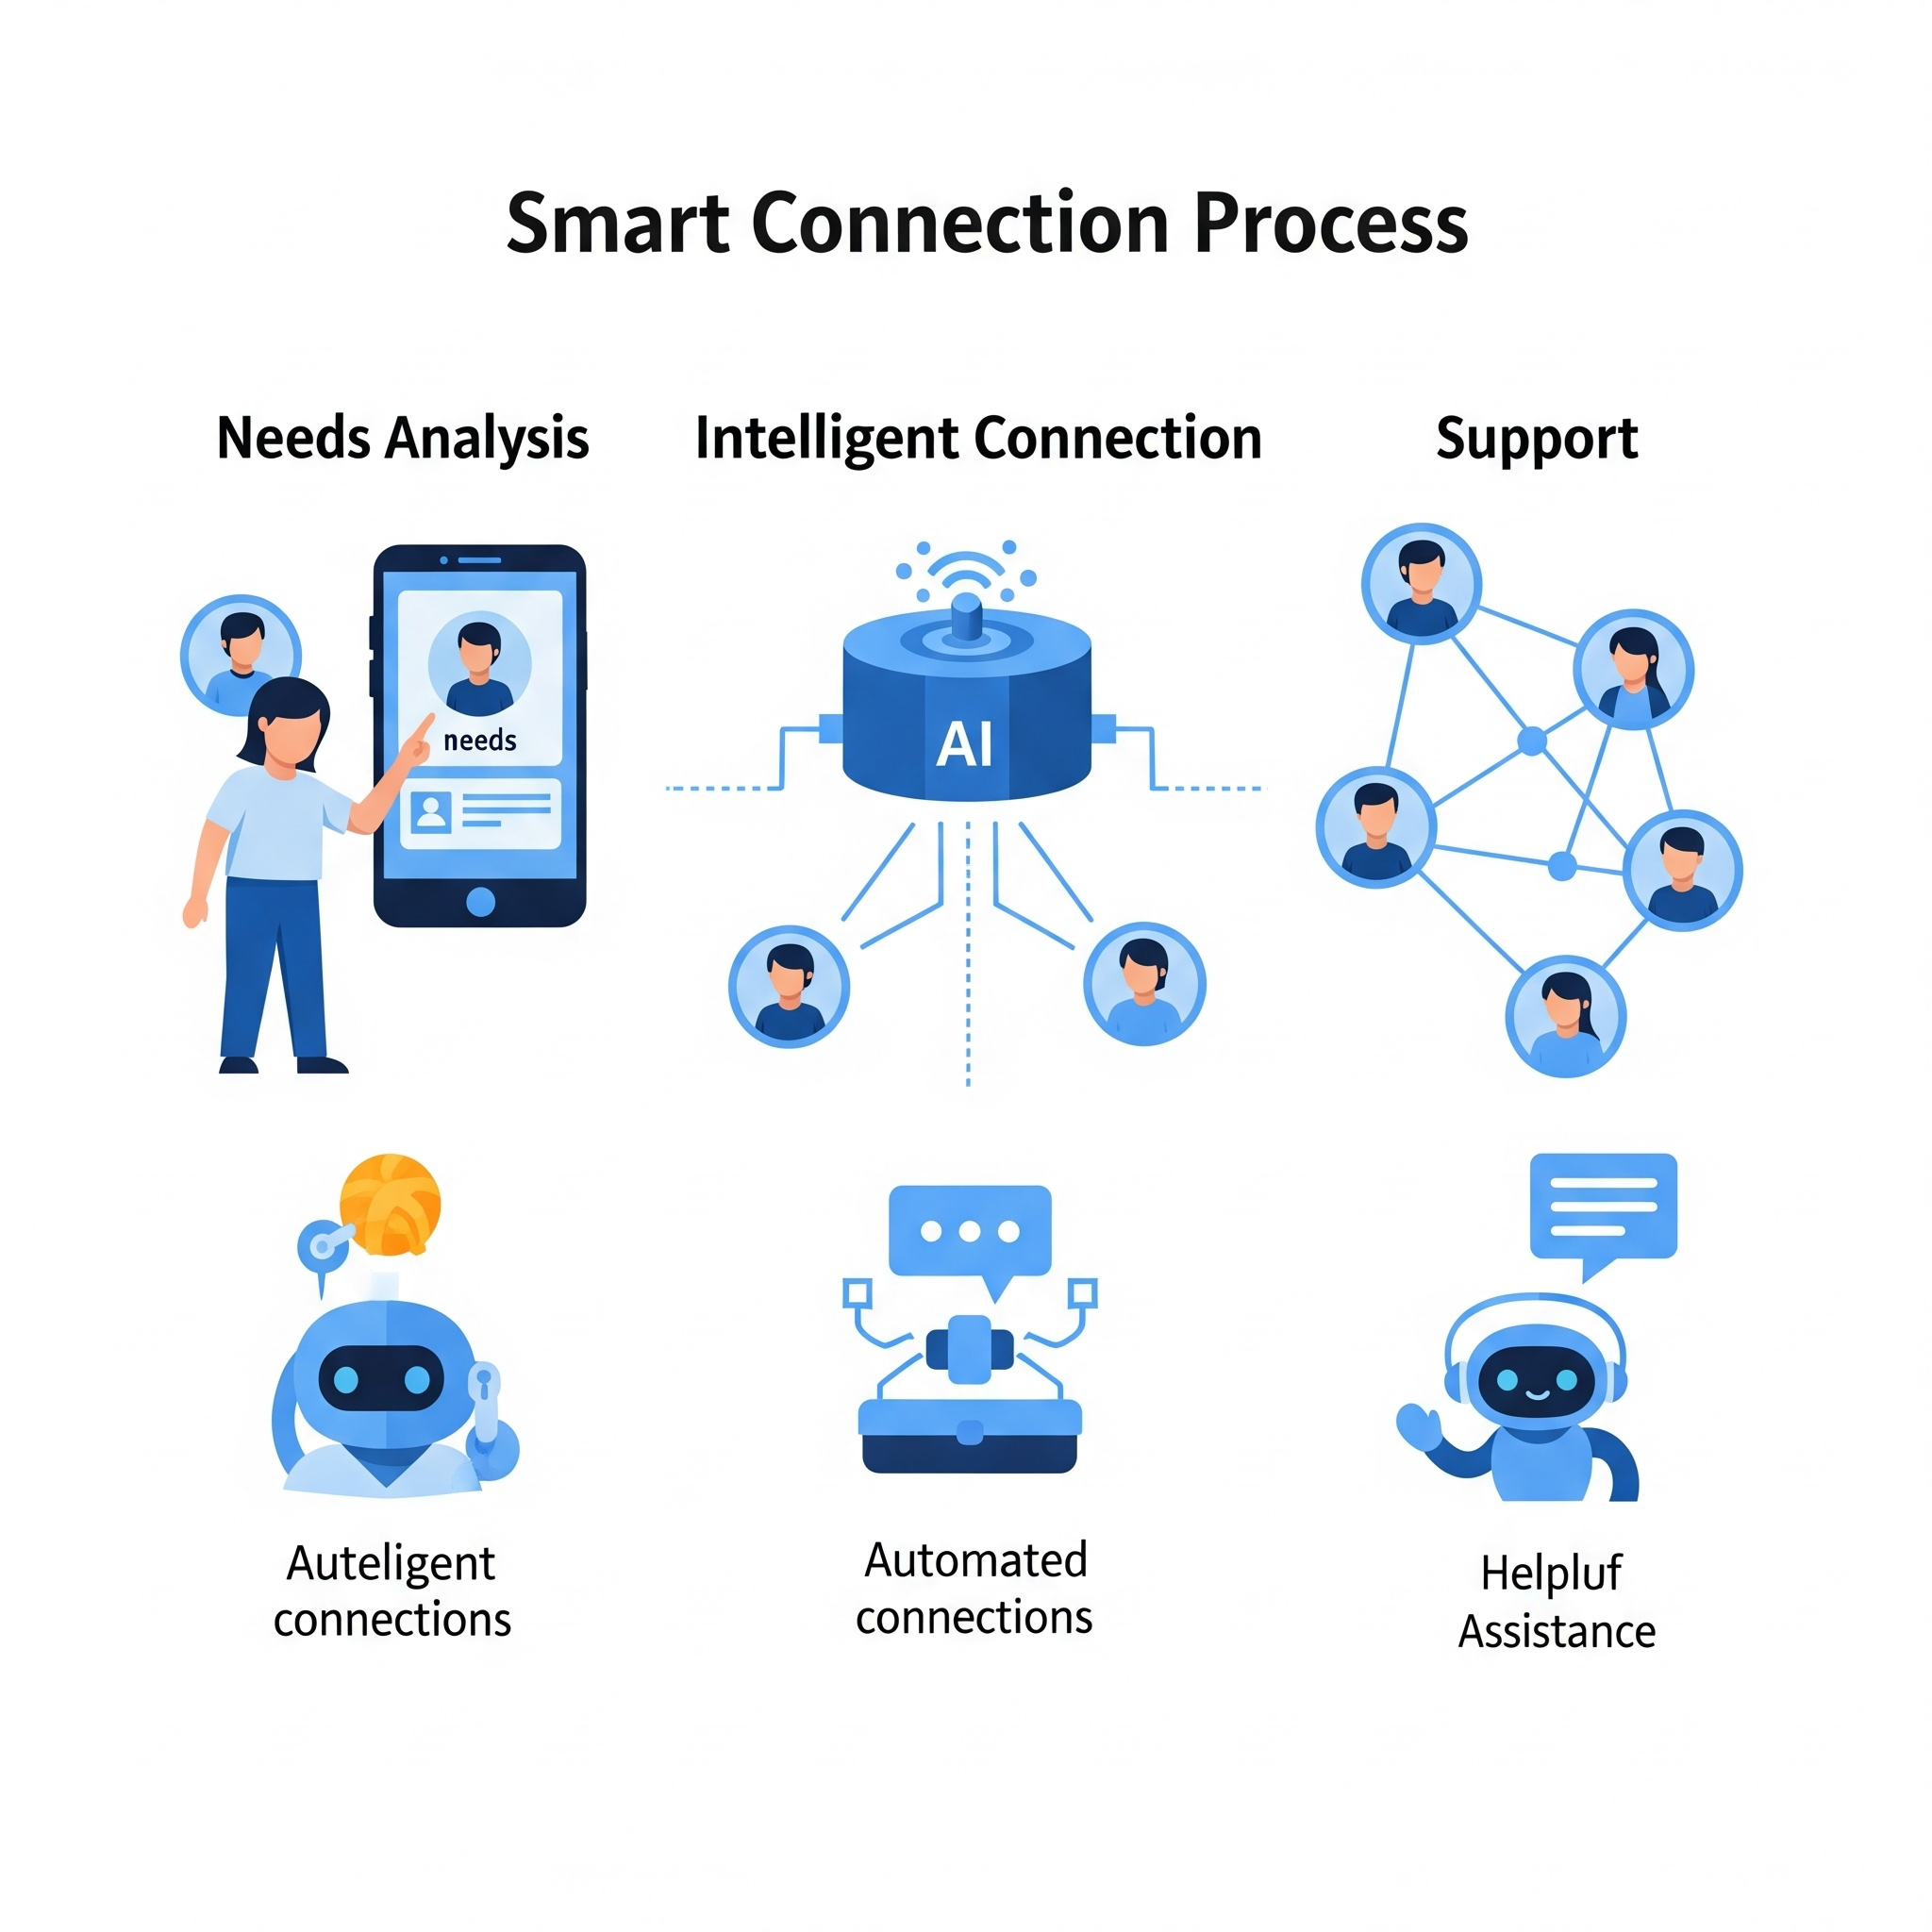 Smart Connection Process
Needs Analysis
Intelligent Connection
Support
needs
AI
Auteligent
connections
Automated
connections
Helpluf
Assistance